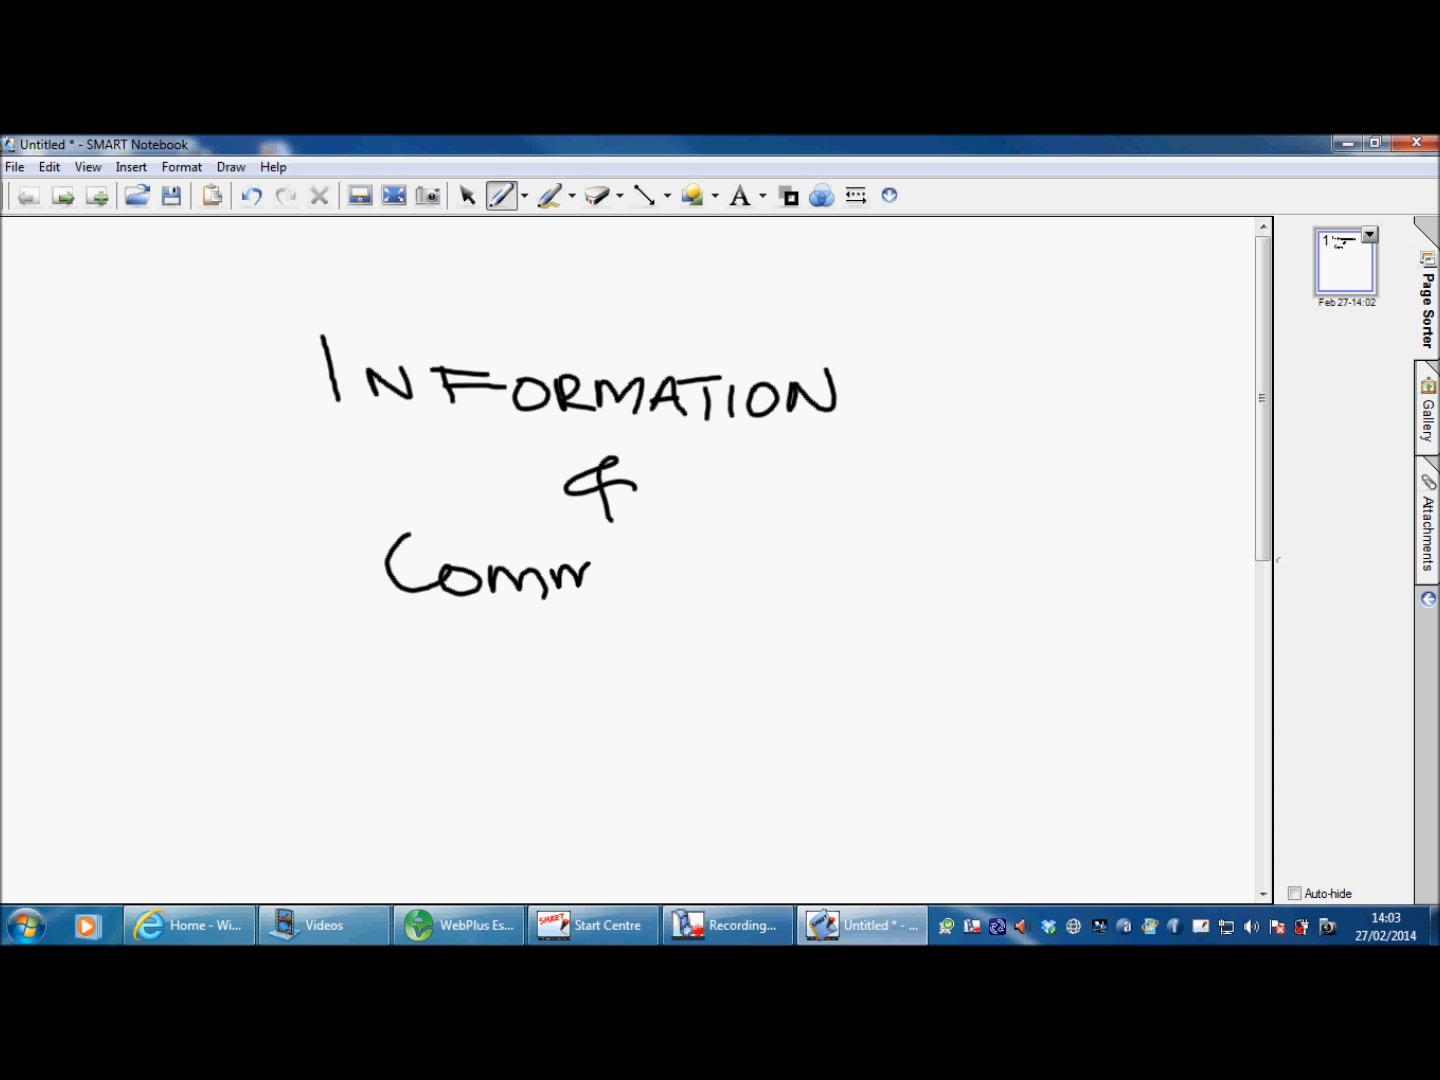 Untitled * - SMART Notebook
File Edit View Insert Format Draw Help
INFORMATION
&
Comm
1
Feb 27-14:02
Page Sorter
Gallery
Attachments
Auto-hide
Home - Wi... Videos WebPlus Es... Start Centre Recording... Untitled * - ... 14:03
27/02/2014